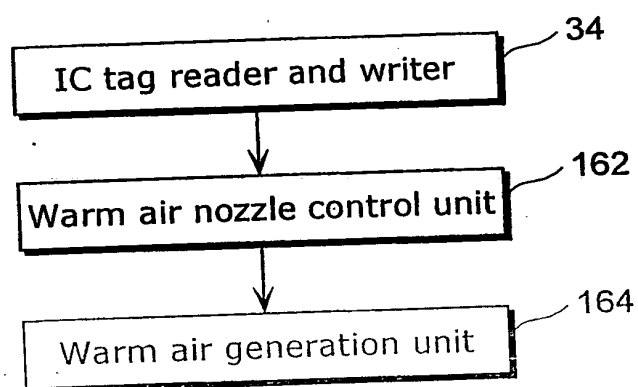 34
IC tag reader and writer
162
Warm air nozzle control unit
164
Warm air generation unit